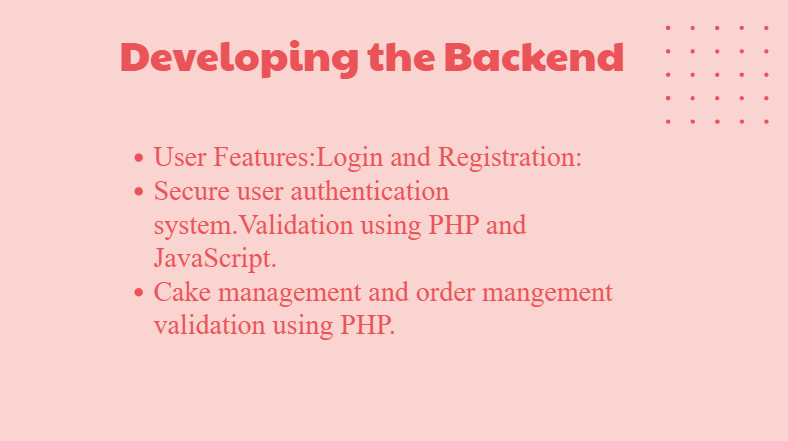 Developing the Backend
• User Features:Login and Registration:
• Secure user authentication
system.Validation using PHP and
JavaScript.
• Cake management and order mangement
validation using PHP.